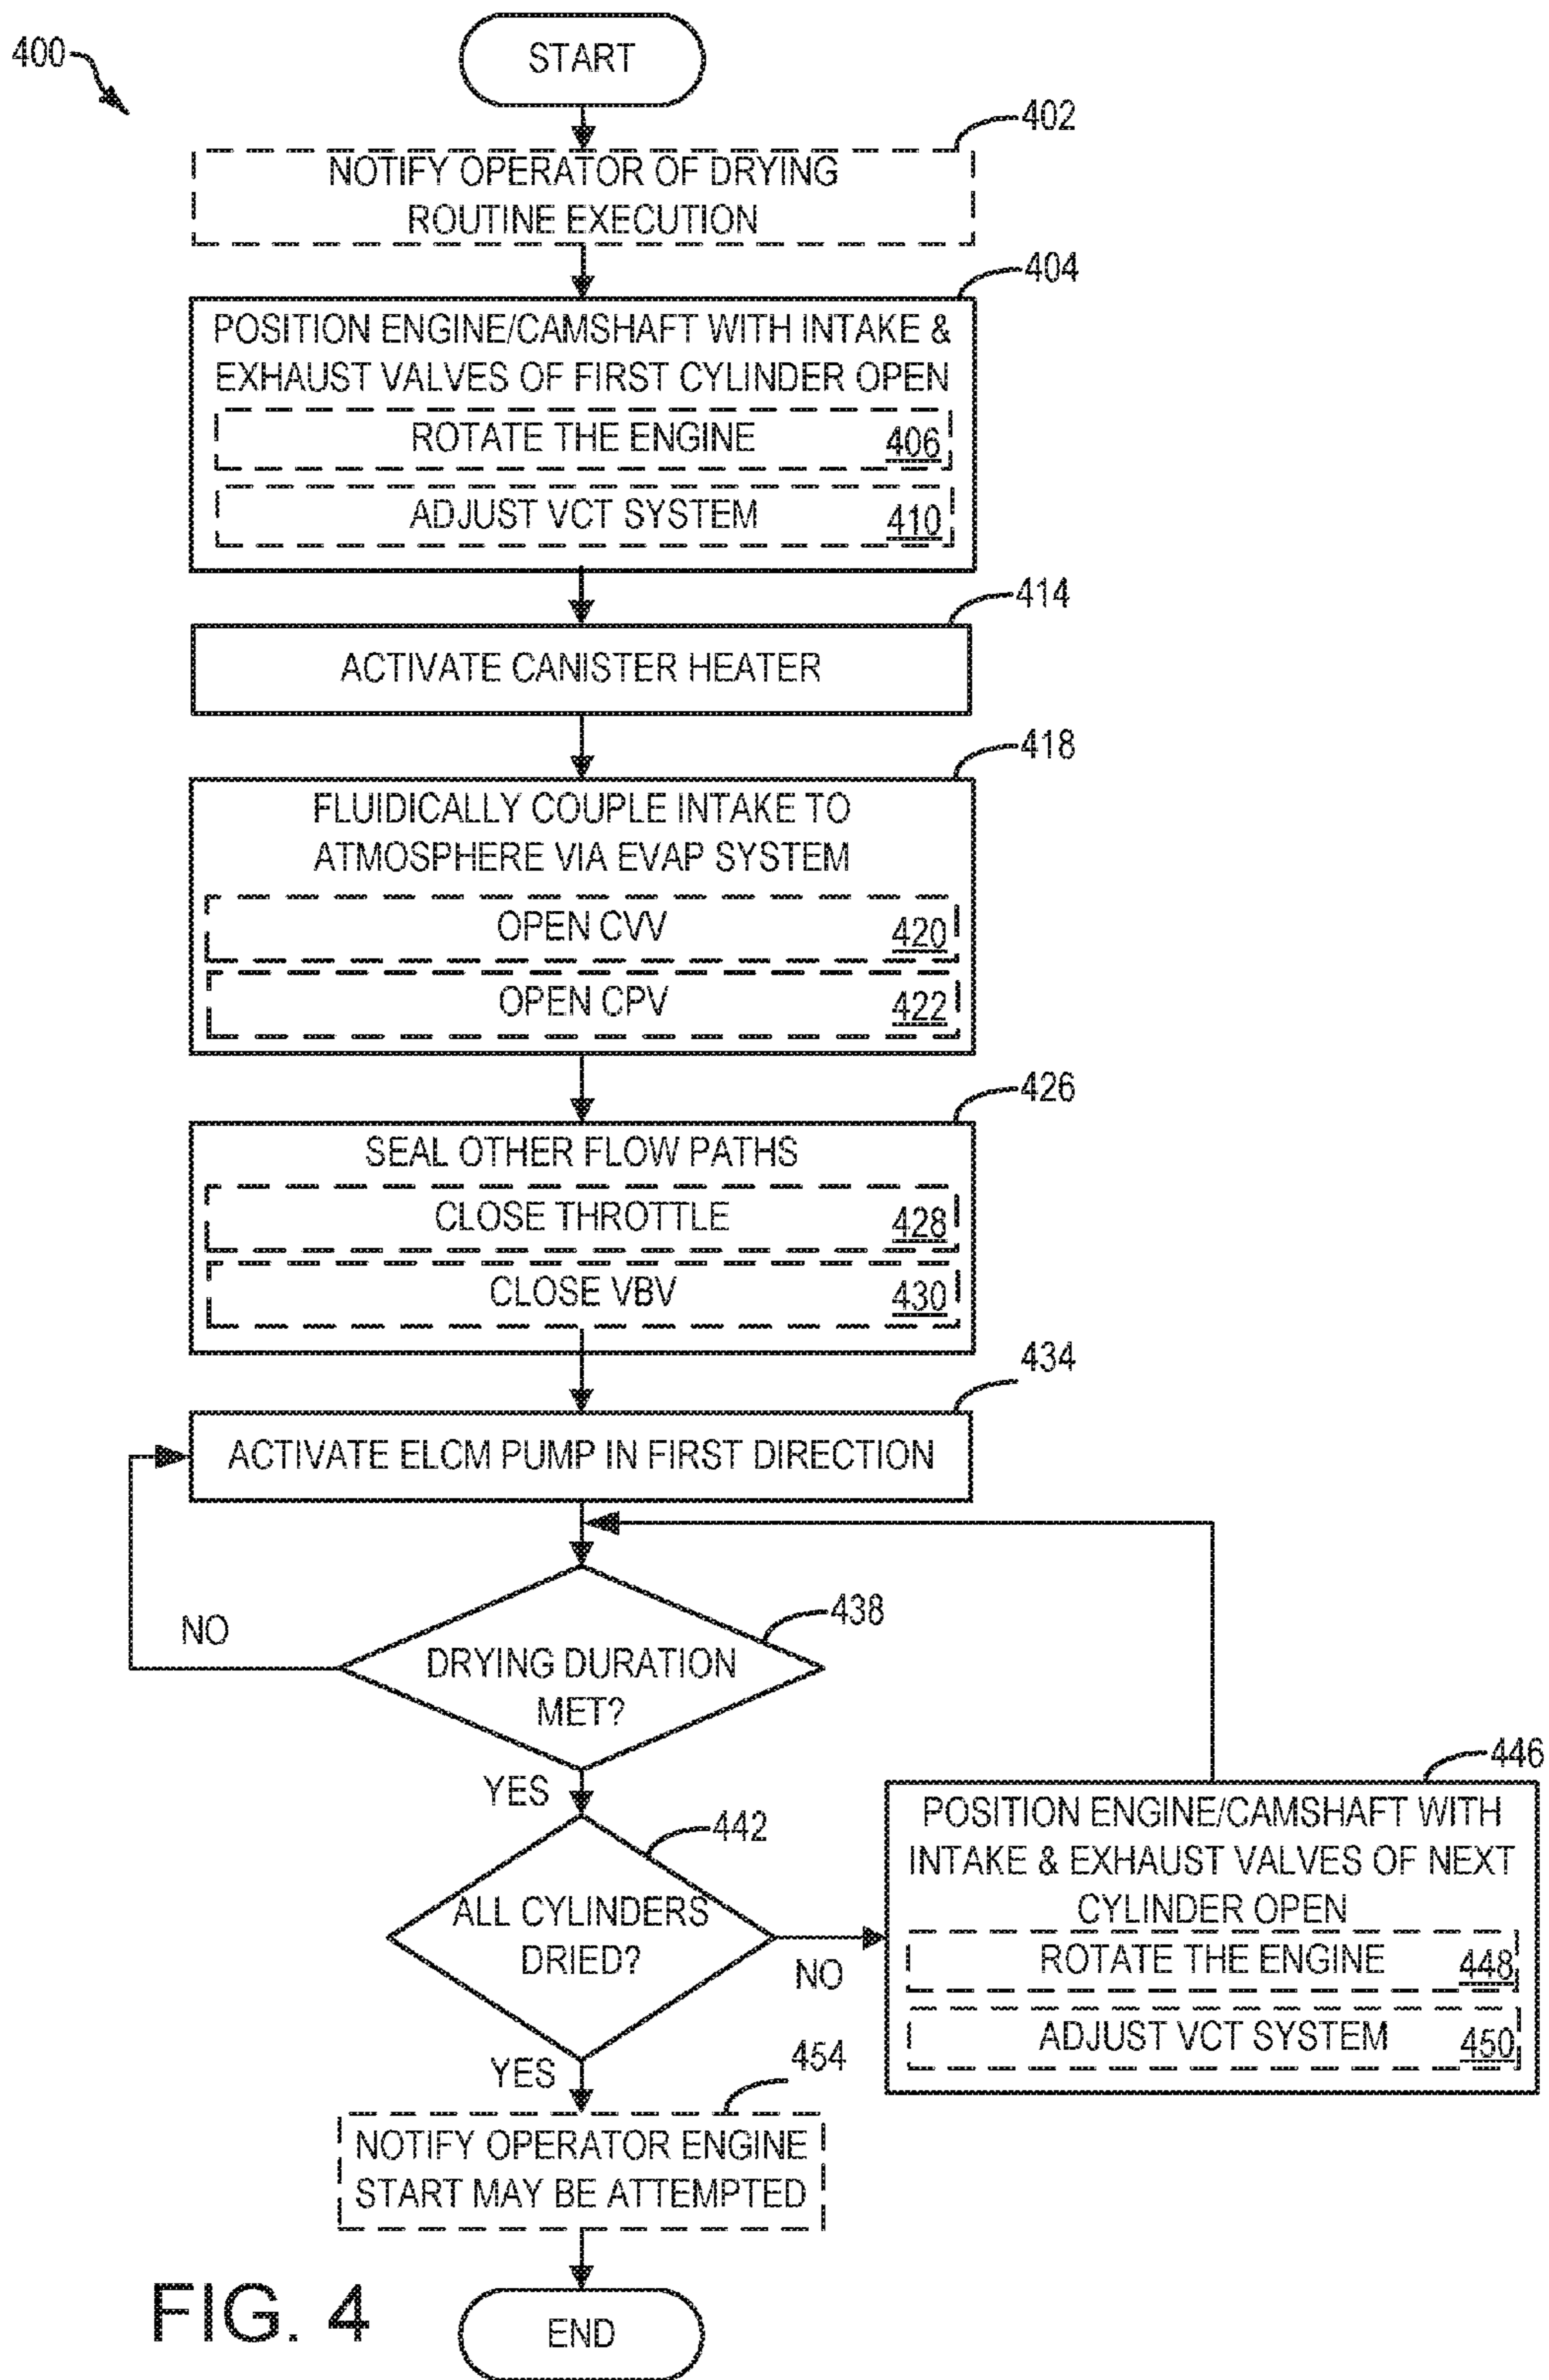 400
START
402
NOTIFY OPERATOR OF DRYING
ROUTINE EXECUTION
404
POSITION ENGINE/CAMSHAFT WITH INTAKE &
EXHAUST VALVES OF FIRST CYLINDER OPEN
ROTATE THE ENGINE 406
ADJUST VCT SYSTEM 410
414
ACTIVATE CANISTER HEATER
418
FLUIDICALLY COUPLE INTAKE TO
ATMOSPHERE VIA EVAP SYSTEM
OPEN CVV 420
OPEN CPV 422
426
SEAL OTHER FLOW PATHS
CLOSE THROTTLE 428
CLOSE VBV 430
434
ACTIVATE ELCM PUMP IN FIRST DIRECTION
438
NO
DRYING DURATION
MET?
YES
442
ALL CYLINDERS
DRIED?
NO
446
POSITION ENGINE/CAMSHAFT WITH
INTAKE & EXHAUST VALVES OF NEXT
CYLINDER OPEN
ROTATE THE ENGINE 448
ADJUST VCT SYSTEM 450
YES
454
NOTIFY OPERATOR ENGINE
START MAY BE ATTEMPTED
END
FIG. 4